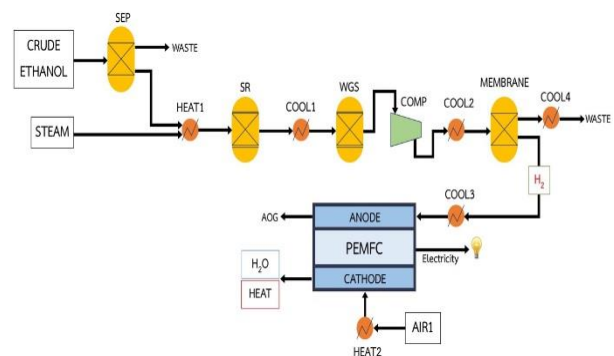 SEP
CRUDE
ETHANOL
WASTE
STEAM
HEAT1
SR
COOL1
WGS
COMP
COOL2
MEMBRANE
COOL4
WASTE
H₂
COOL3
AOG
ANODE
PEMFC
CATHODE
Electricity
H₂O
HEAT
AIR1
HEAT2